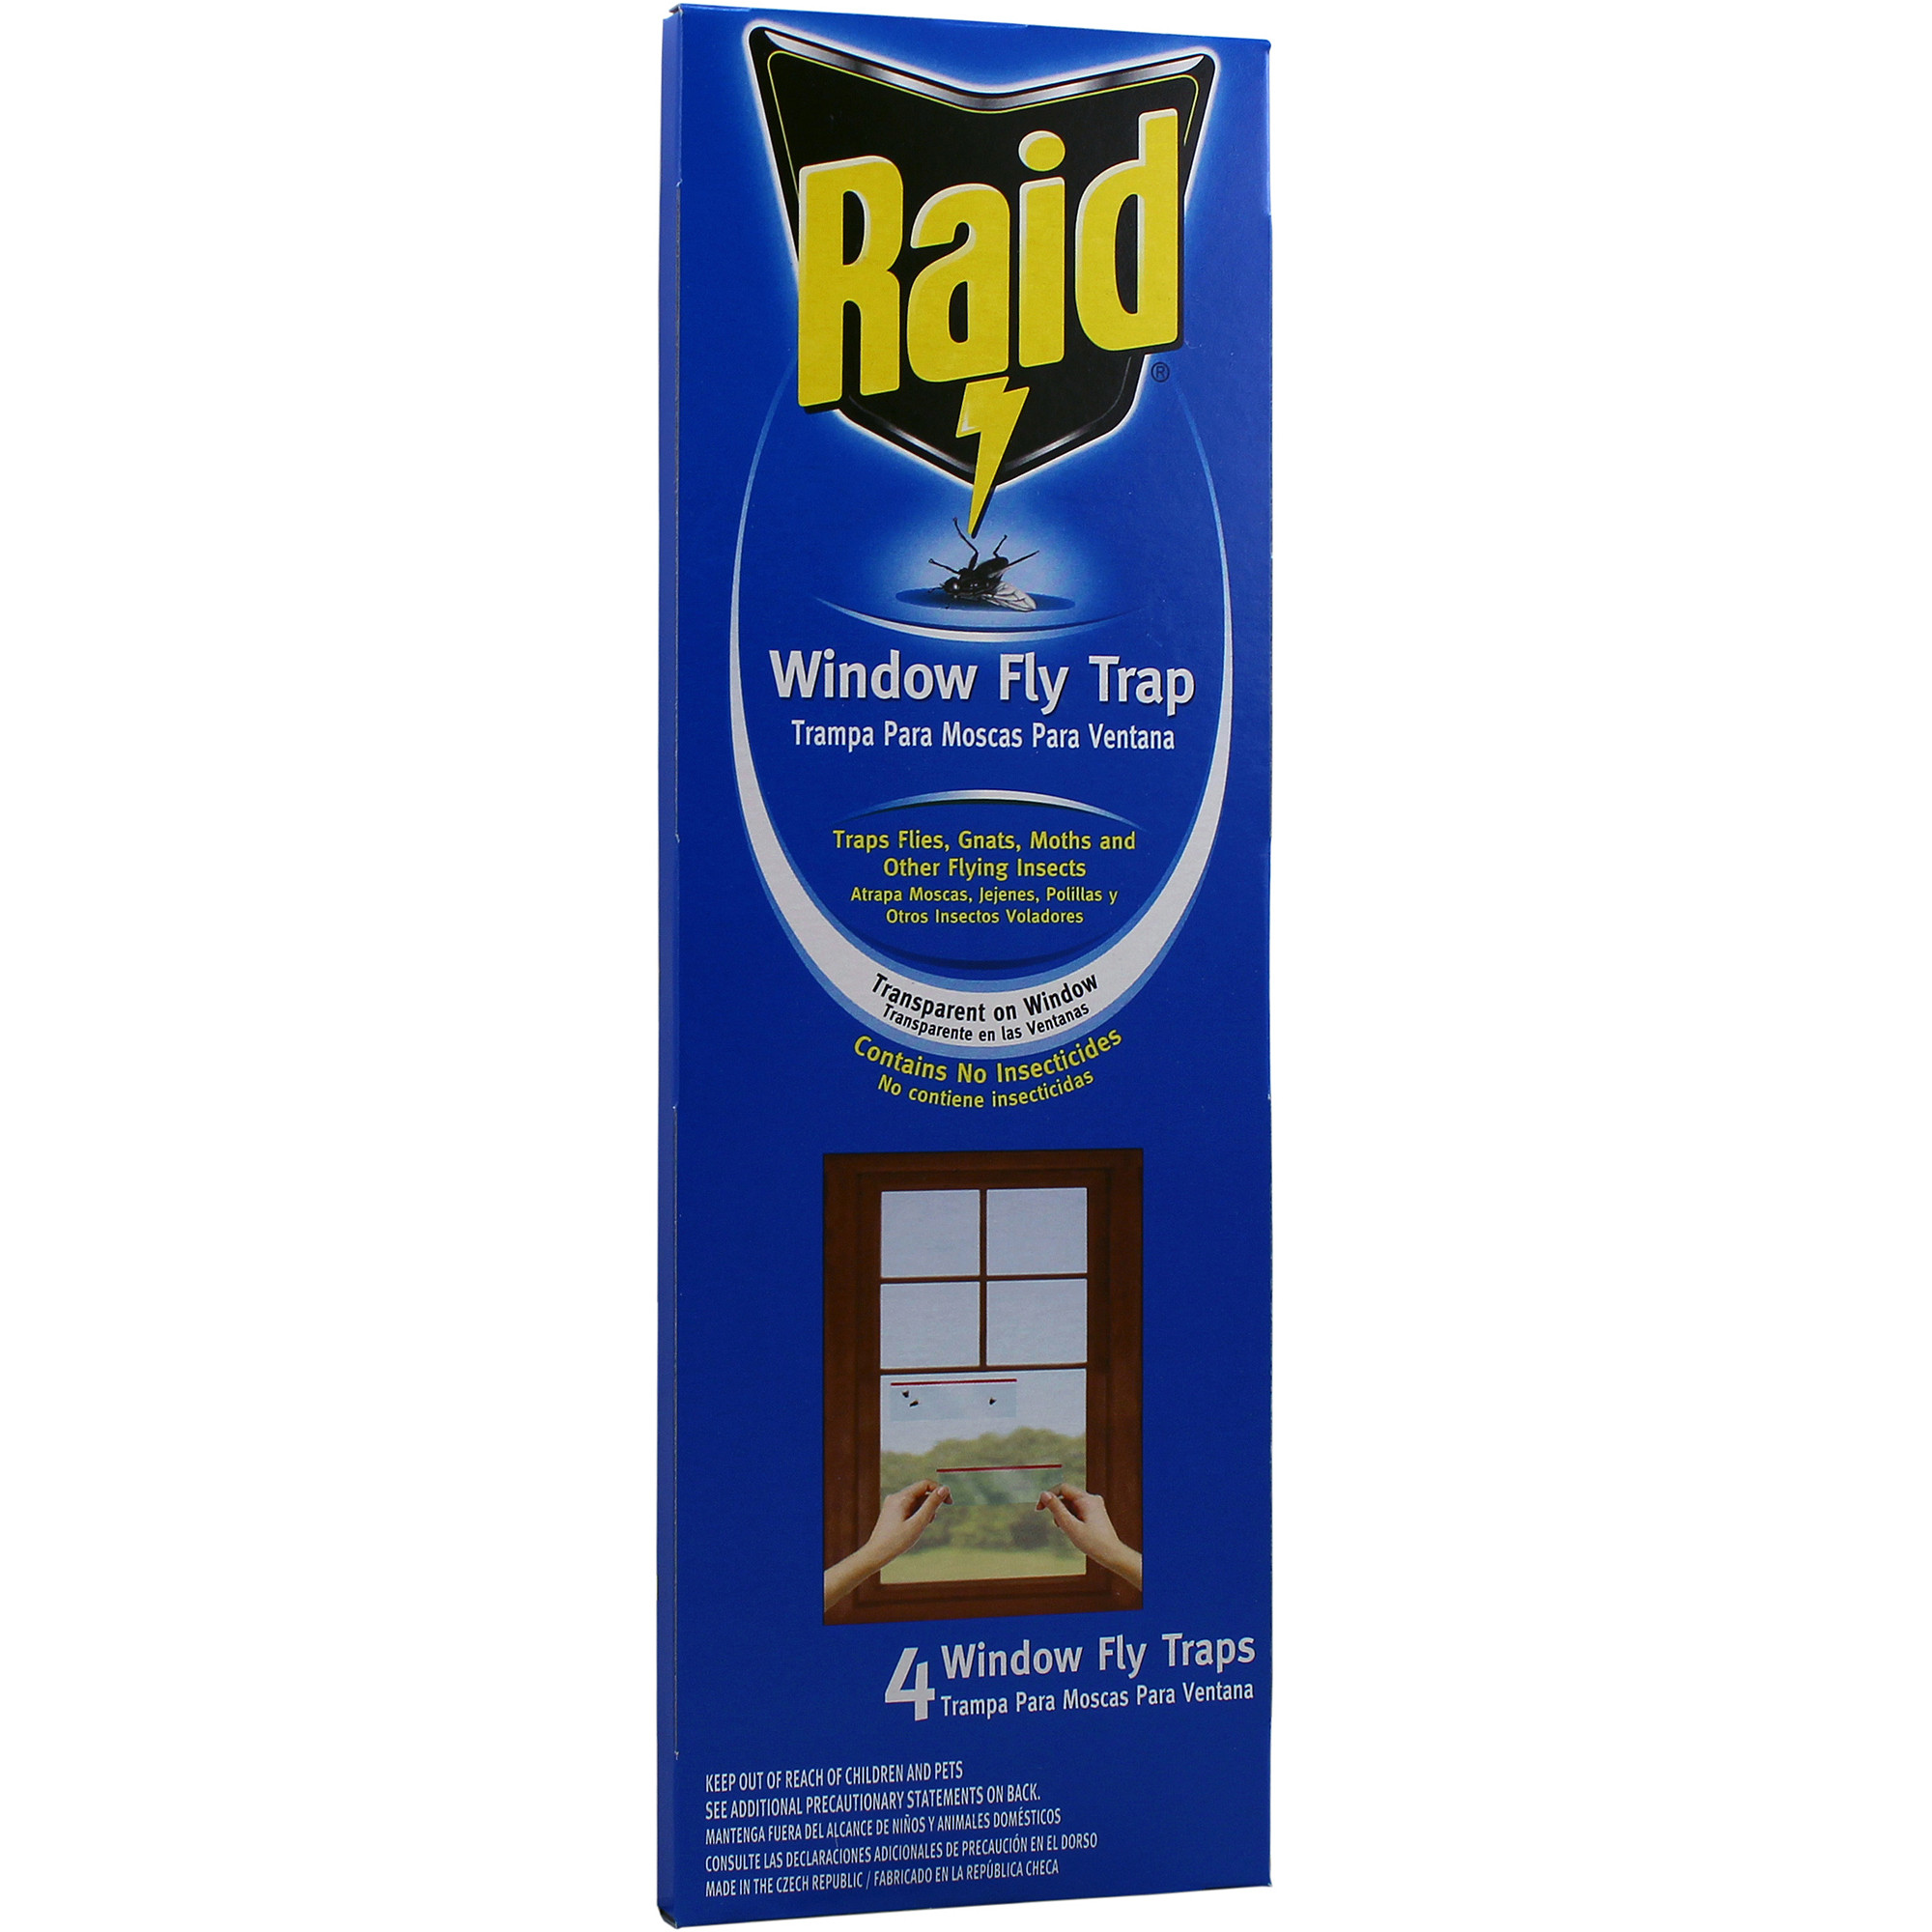 Raid
®
Window Fly Trap
Trampa Para Moscas Para Ventana
Traps Flies, Gnats, Moths and
Other Flying Insects
Atrapa Moscas, Jejenes, Polillas y
Otros Insectos Voladores
Transparent on Window
Transparente en las Ventanas
Contains No Insecticides
No contiene insecticidas
4 Window Fly Traps
Trampa Para Moscas Para Ventana
KEEP OUT OF REACH OF CHILDREN AND PETS
SEE ADDITIONAL PRECAUTIONARY STATEMENTS ON BACK.
MANTENGA FUERA DEL ALCANCE DE NIÑOS Y ANIMALES DOMÉSTICOS
CONSULTE LAS DECLARACIONES ADICIONALES DE PRECAUCIÓN EN EL DORSO
MADE IN THE CZECH REPUBLIC / FABRICADO EN LA REPÚBLICA CHECA